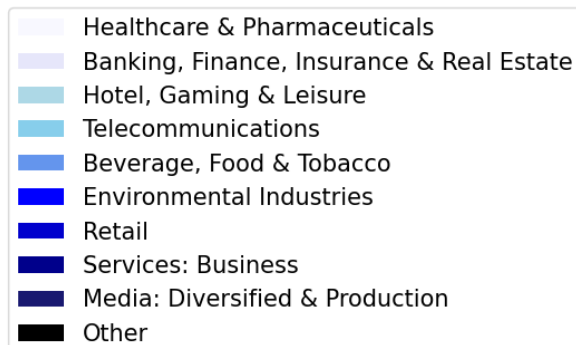 Healthcare & Pharmaceuticals
Banking, Finance, Insurance & Real Estate
Hotel, Gaming & Leisure
Telecommunications
Beverage, Food & Tobacco
Environmental Industries
Retail
Services: Business
Media: Diversified & Production
Other